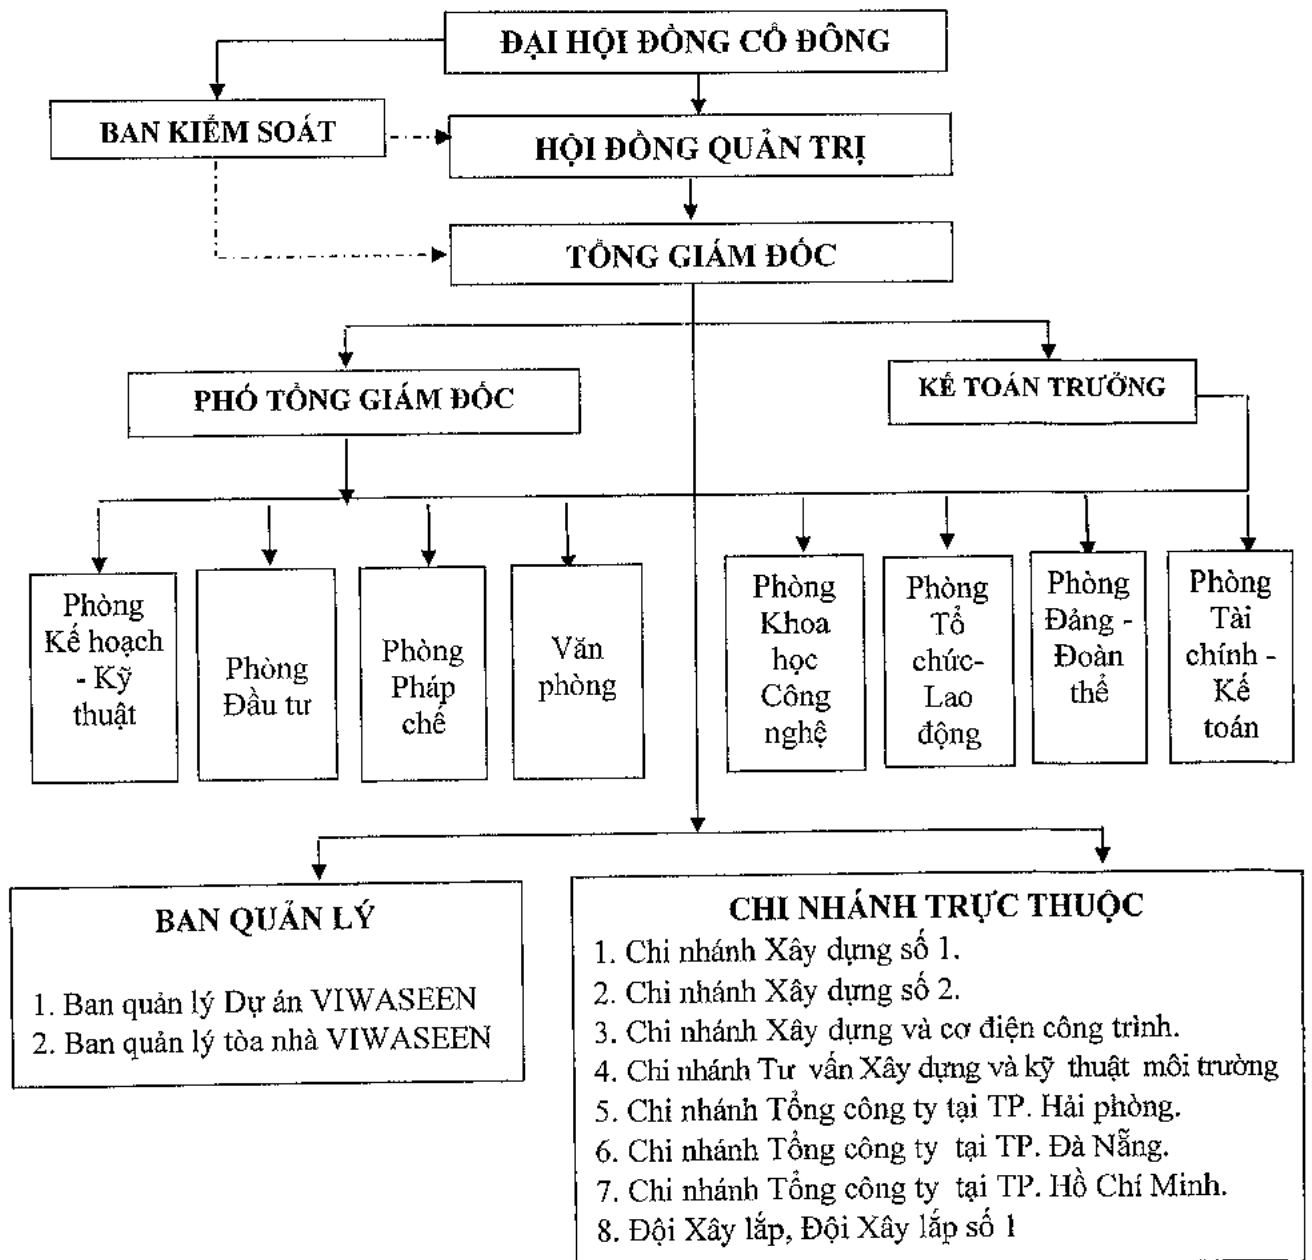 ĐẠI HỘI ĐỒNG CỔ ĐÔNG
BAN KIỂM SOÁT
HỘI ĐỒNG QUẢN TRỊ
TỔNG GIÁM ĐỐC
PHÓ TỔNG GIÁM ĐỐC
KẾ TOÁN TRƯỞNG
Phòng
Kế hoạch
- Kỹ
thuật
Phòng
Đầu tư
Phòng
Pháp
chế
Văn
phòng
Phòng
Khoa
học
Công
nghệ
Phòng
Tổ
chức-
Lao
động
Phòng
Đảng -
Đoàn
thể
Phòng
Tài
chính -
Kế
toán
BAN QUẢN LÝ
1. Ban quản lý Dự án VIWASEEN
2. Ban quản lý tòa nhà VIWASEEN
CHI NHÁNH TRỰC THUỘC
1. Chi nhánh Xây dựng số 1.
2. Chi nhánh Xây dựng số 2.
3. Chi nhánh Xây dựng và cơ điện công trình.
4. Chi nhánh Tư vấn Xây dựng và kỹ thuật môi trường
5. Chi nhánh Tổng công ty tại TP. Hải phòng.
6. Chi nhánh Tổng công ty tại TP. Đà Nẵng.
7. Chi nhánh Tổng công ty tại TP. Hồ Chí Minh.
8. Đội Xây lắp, Đội Xây lắp số 1